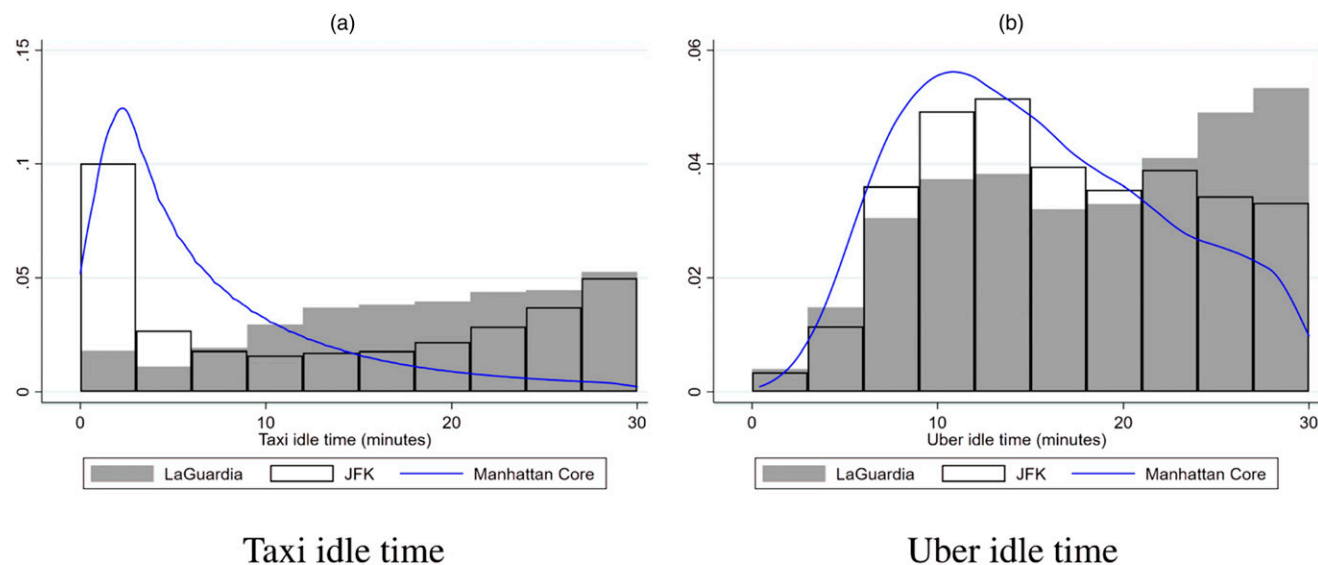 (a)
.15
.1
.05
0
0 10 20 30
Taxi idle time (minutes)
LaGuardia JFK Manhattan Core
Taxi idle time
(b)
.06
.04
.02
0
0 10 20 30
Uber idle time (minutes)
LaGuardia JFK Manhattan Core
Uber idle time